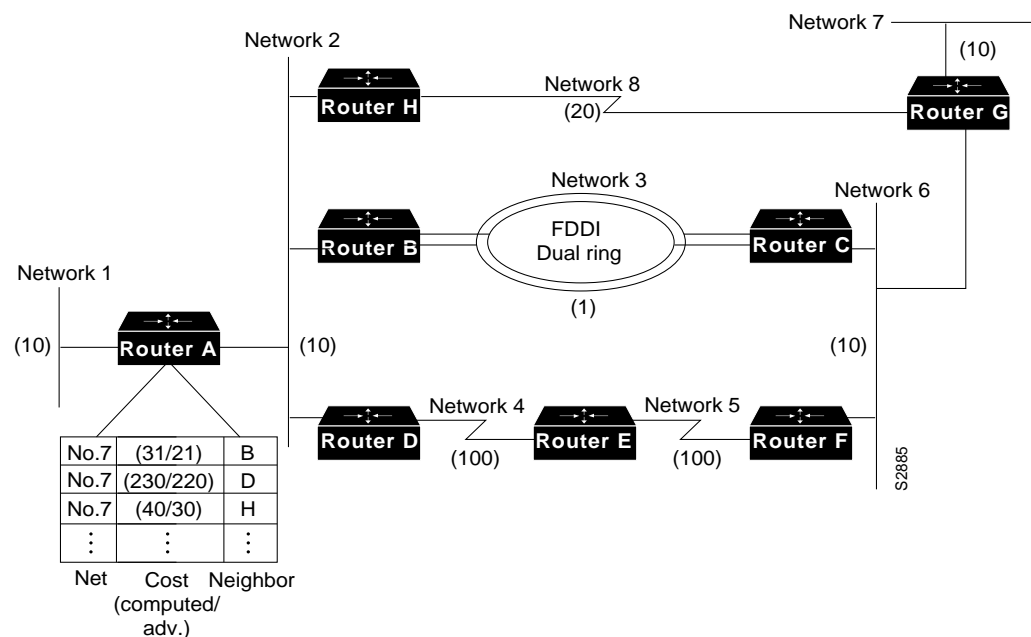 Network 7
Network 2
(10)
Network 8
Router H
(20)
Router G
Network 3
Network 6
FDDI
Dual ring
Router B
Router C
Network 1
(1)
(10)
Router A
(10)
(10)
Network 4
Network 5
Router D
Router E
Router F
(100)
(100)
S2885
No.7 (31/21) B
No.7 (230/220) D
No.7 (40/30) H
⋮ ⋮ ⋮
Net Cost Neighbor
(computed/
adv.)